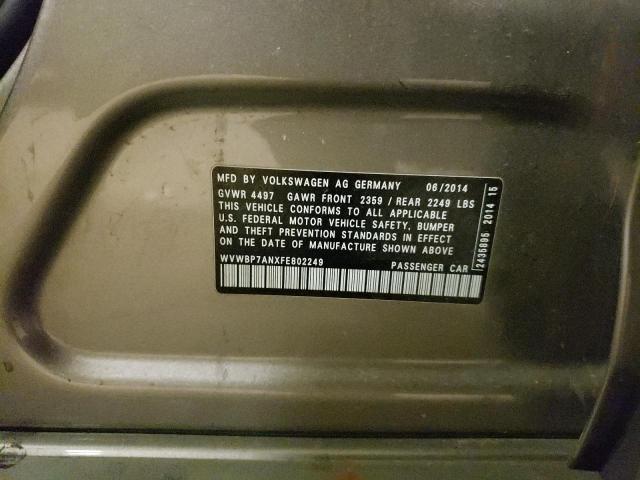 MFD BY VOLKSWAGEN AG GERMANY 06/2014
GVWR 4497 GAWR FRONT 2359 / REAR 2249 LBS
THIS VEHICLE CONFORMS TO ALL APPLICABLE
U.S. FEDERAL MOTOR VEHICLE SAFETY, BUMPER
AND THEFT PREVENTION STANDARDS IN EFFECT
ON THE DATE OF MANUFACTURE SHOWN ABOVE
WVWBP7ANXFE802249 PASSENGER CAR
2435895 2014 15